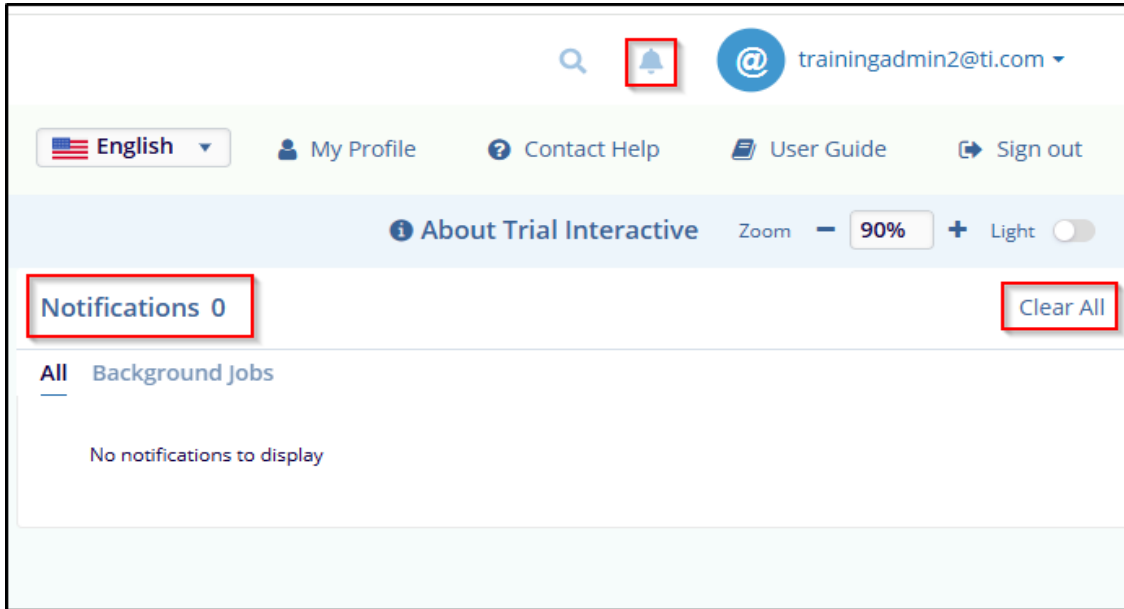 @ trainingadmin2@ti.com
English My Profile Contact Help User Guide Sign out
About Trial Interactive Zoom 90% Light
Notifications 0 Clear All
All Background Jobs
No notifications to display